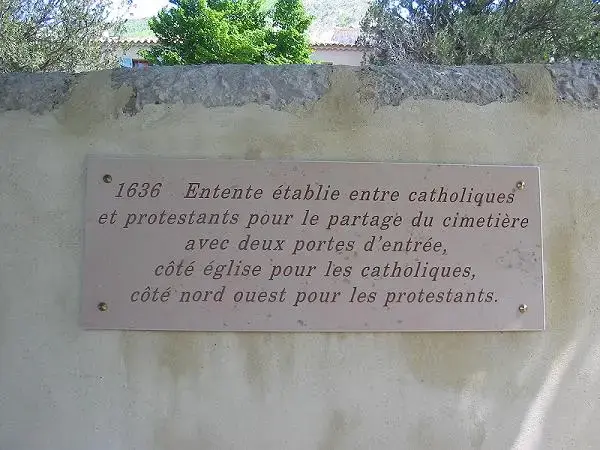 1636 Entente établie entre catholiques
et protestants pour le partage du cimetière
avec deux portes d'entrée,
côté église pour les catholiques,
côté nord ouest pour les protestants.